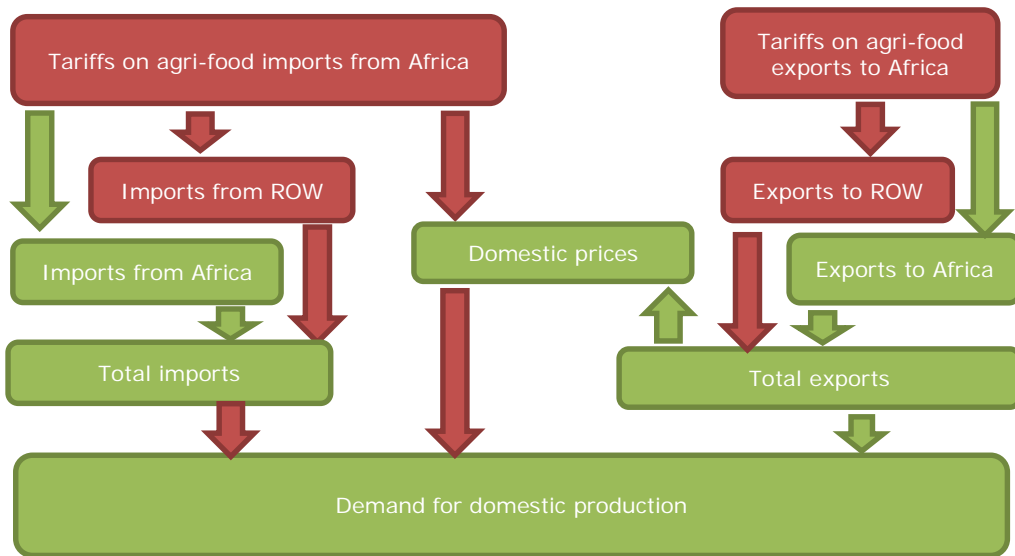 Tariffs on agri-food imports from Africa
Tariffs on agri-food
exports to Africa
Imports from ROW
Exports to ROW
Imports from Africa
Domestic prices
Exports to Africa
Total imports
Total exports
Demand for domestic production